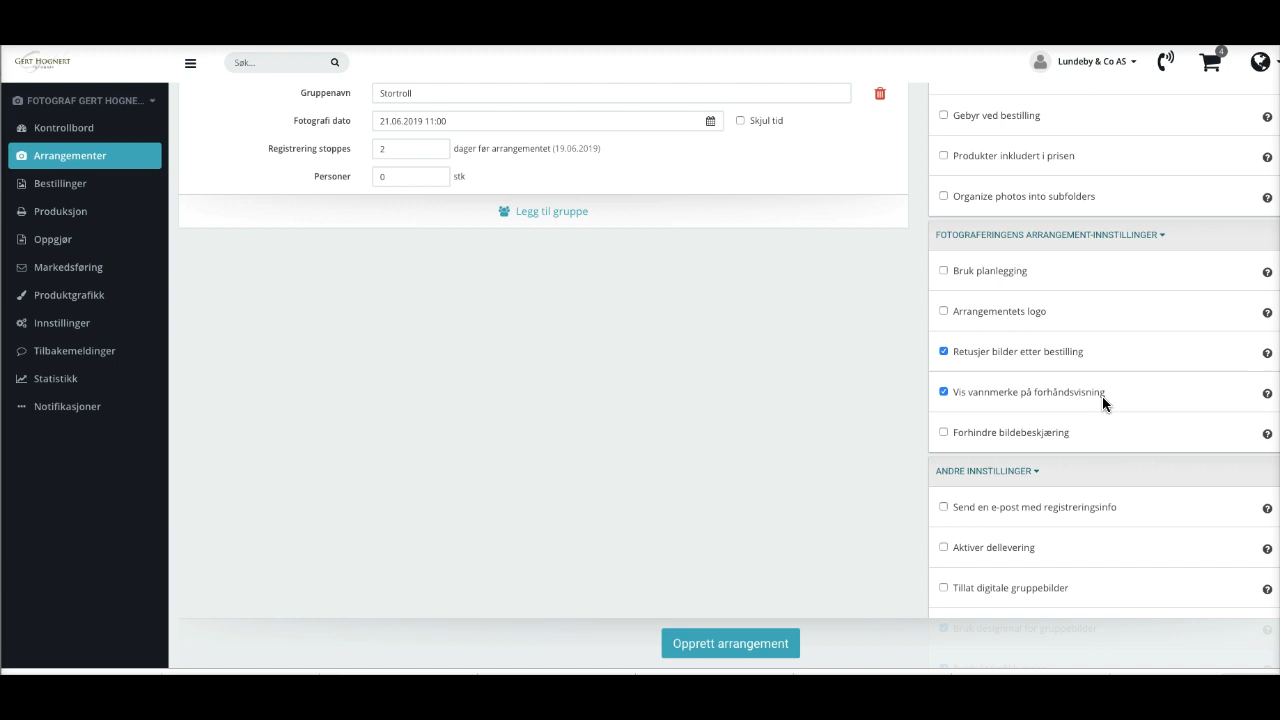 GERT HOGNERT
Søk...
4
Lundeby & Co AS
FOTOGRAF GERT HOGNE...
Kontrollbord
Arrangementer
Bestillinger
Produksjon
Oppgjør
Markedsføring
Produktgrafikk
Innstillinger
Tilbakemeldinger
Statistikk
Notifikasjoner
Gruppenavn
Stortroll
Fotografi dato
21.06.2019 11:00
Skjul tid
Registrering stoppes
2
dager før arrangementet (19.06.2019)
Personer
0
stk
Legg til gruppe
Opprett arrangement
Gebyr ved bestilling
Produkter inkludert i prisen
Organize photos into subfolders
FOTOGRAFERINGENS ARRANGEMENT-INNSTILLINGER
Bruk planlegging
Arrangementets logo
Retusjer bilder etter bestilling
Vis vannmerke på forhåndsvisning
Forhindre bildebeskjæring
ANDRE INNSTILLINGER
Send en e-post med registreringsinfo
Aktiver dellevering
Tillat digitale gruppebilder
Bruk designmal for gruppebilder